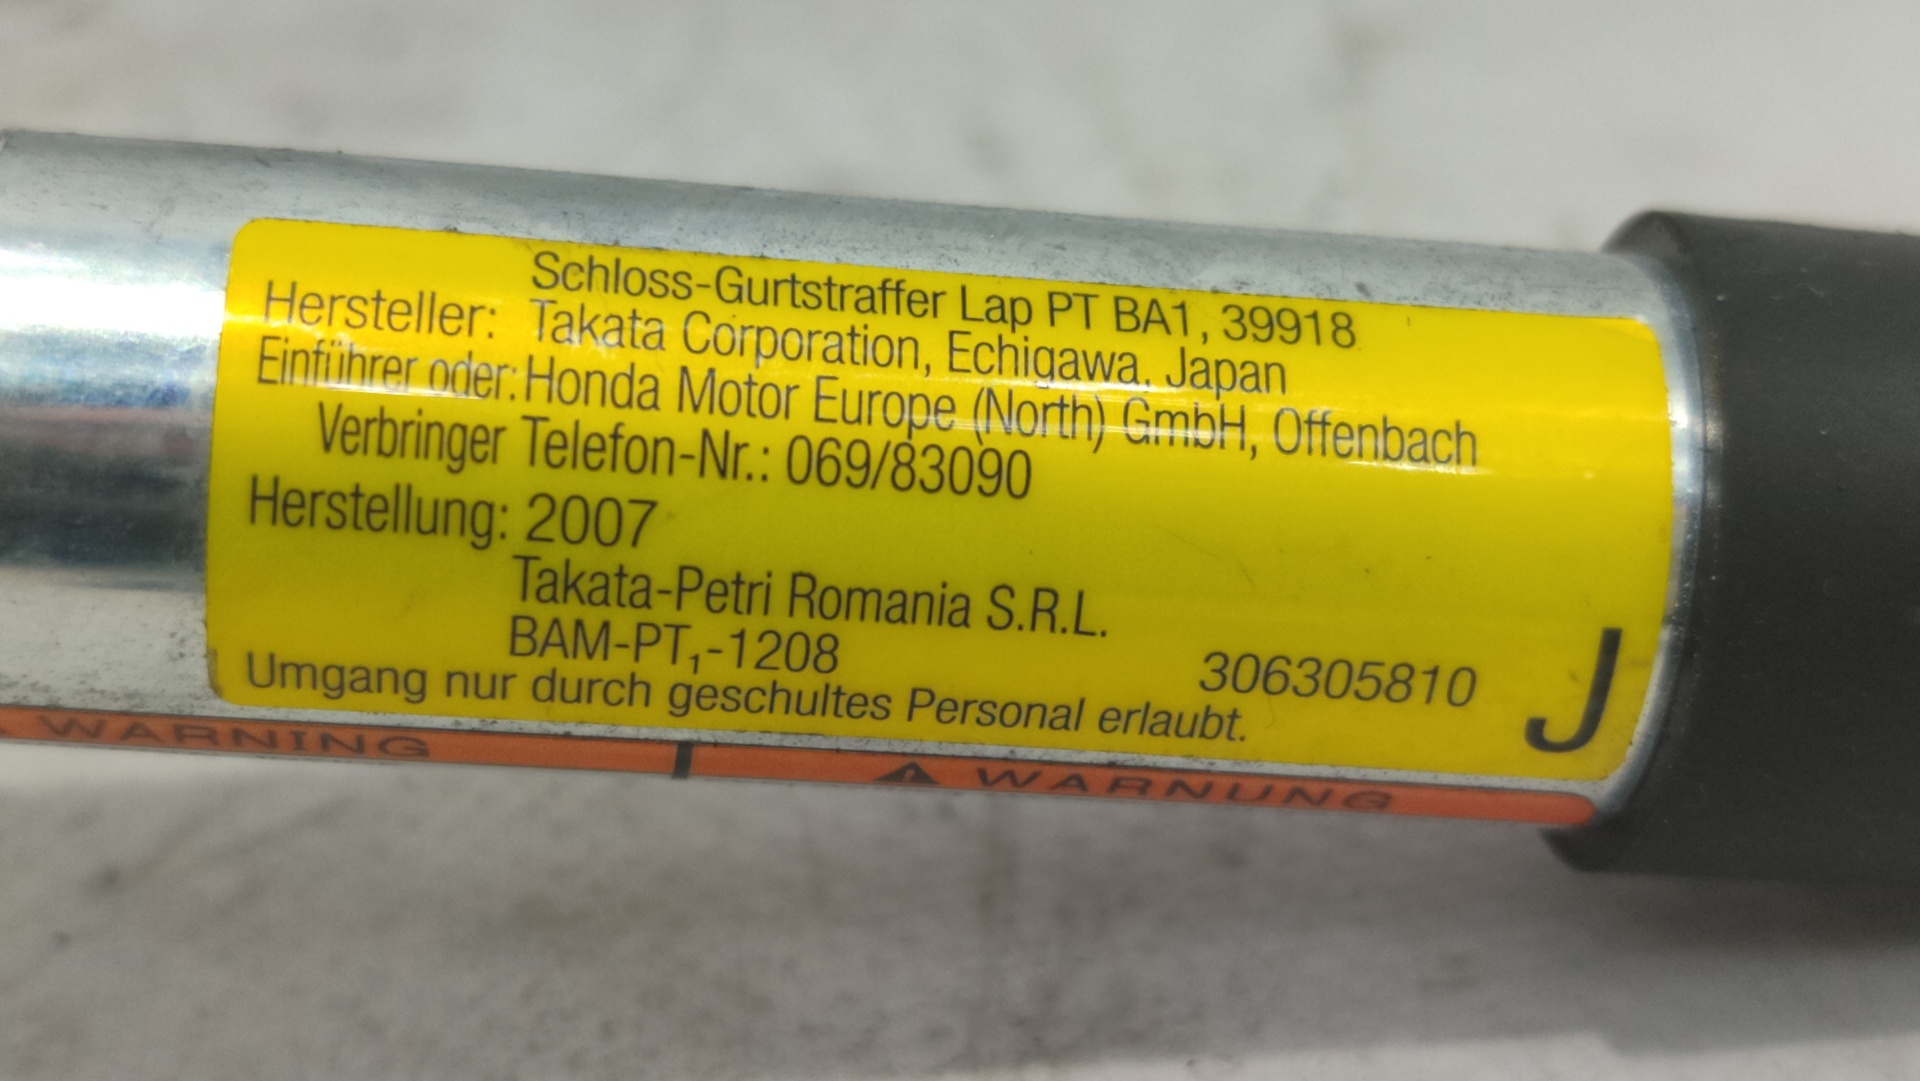 Schloss-Gurtstraffer Lap PT BA1, 39918
Hersteller: Takata Corporation, Echigawa, Japan
Einführer oder: Honda Motor Europe (North) GmbH, Offenbach
Verbringer Telefon-Nr.: 069/83090
Herstellung: 2007
Takata-Petri Romania S.R.L.
BAM-PT₁-1208
306305810 J
Umgang nur durch geschultes Personal erlaubt.
WARNING
WARNUNG